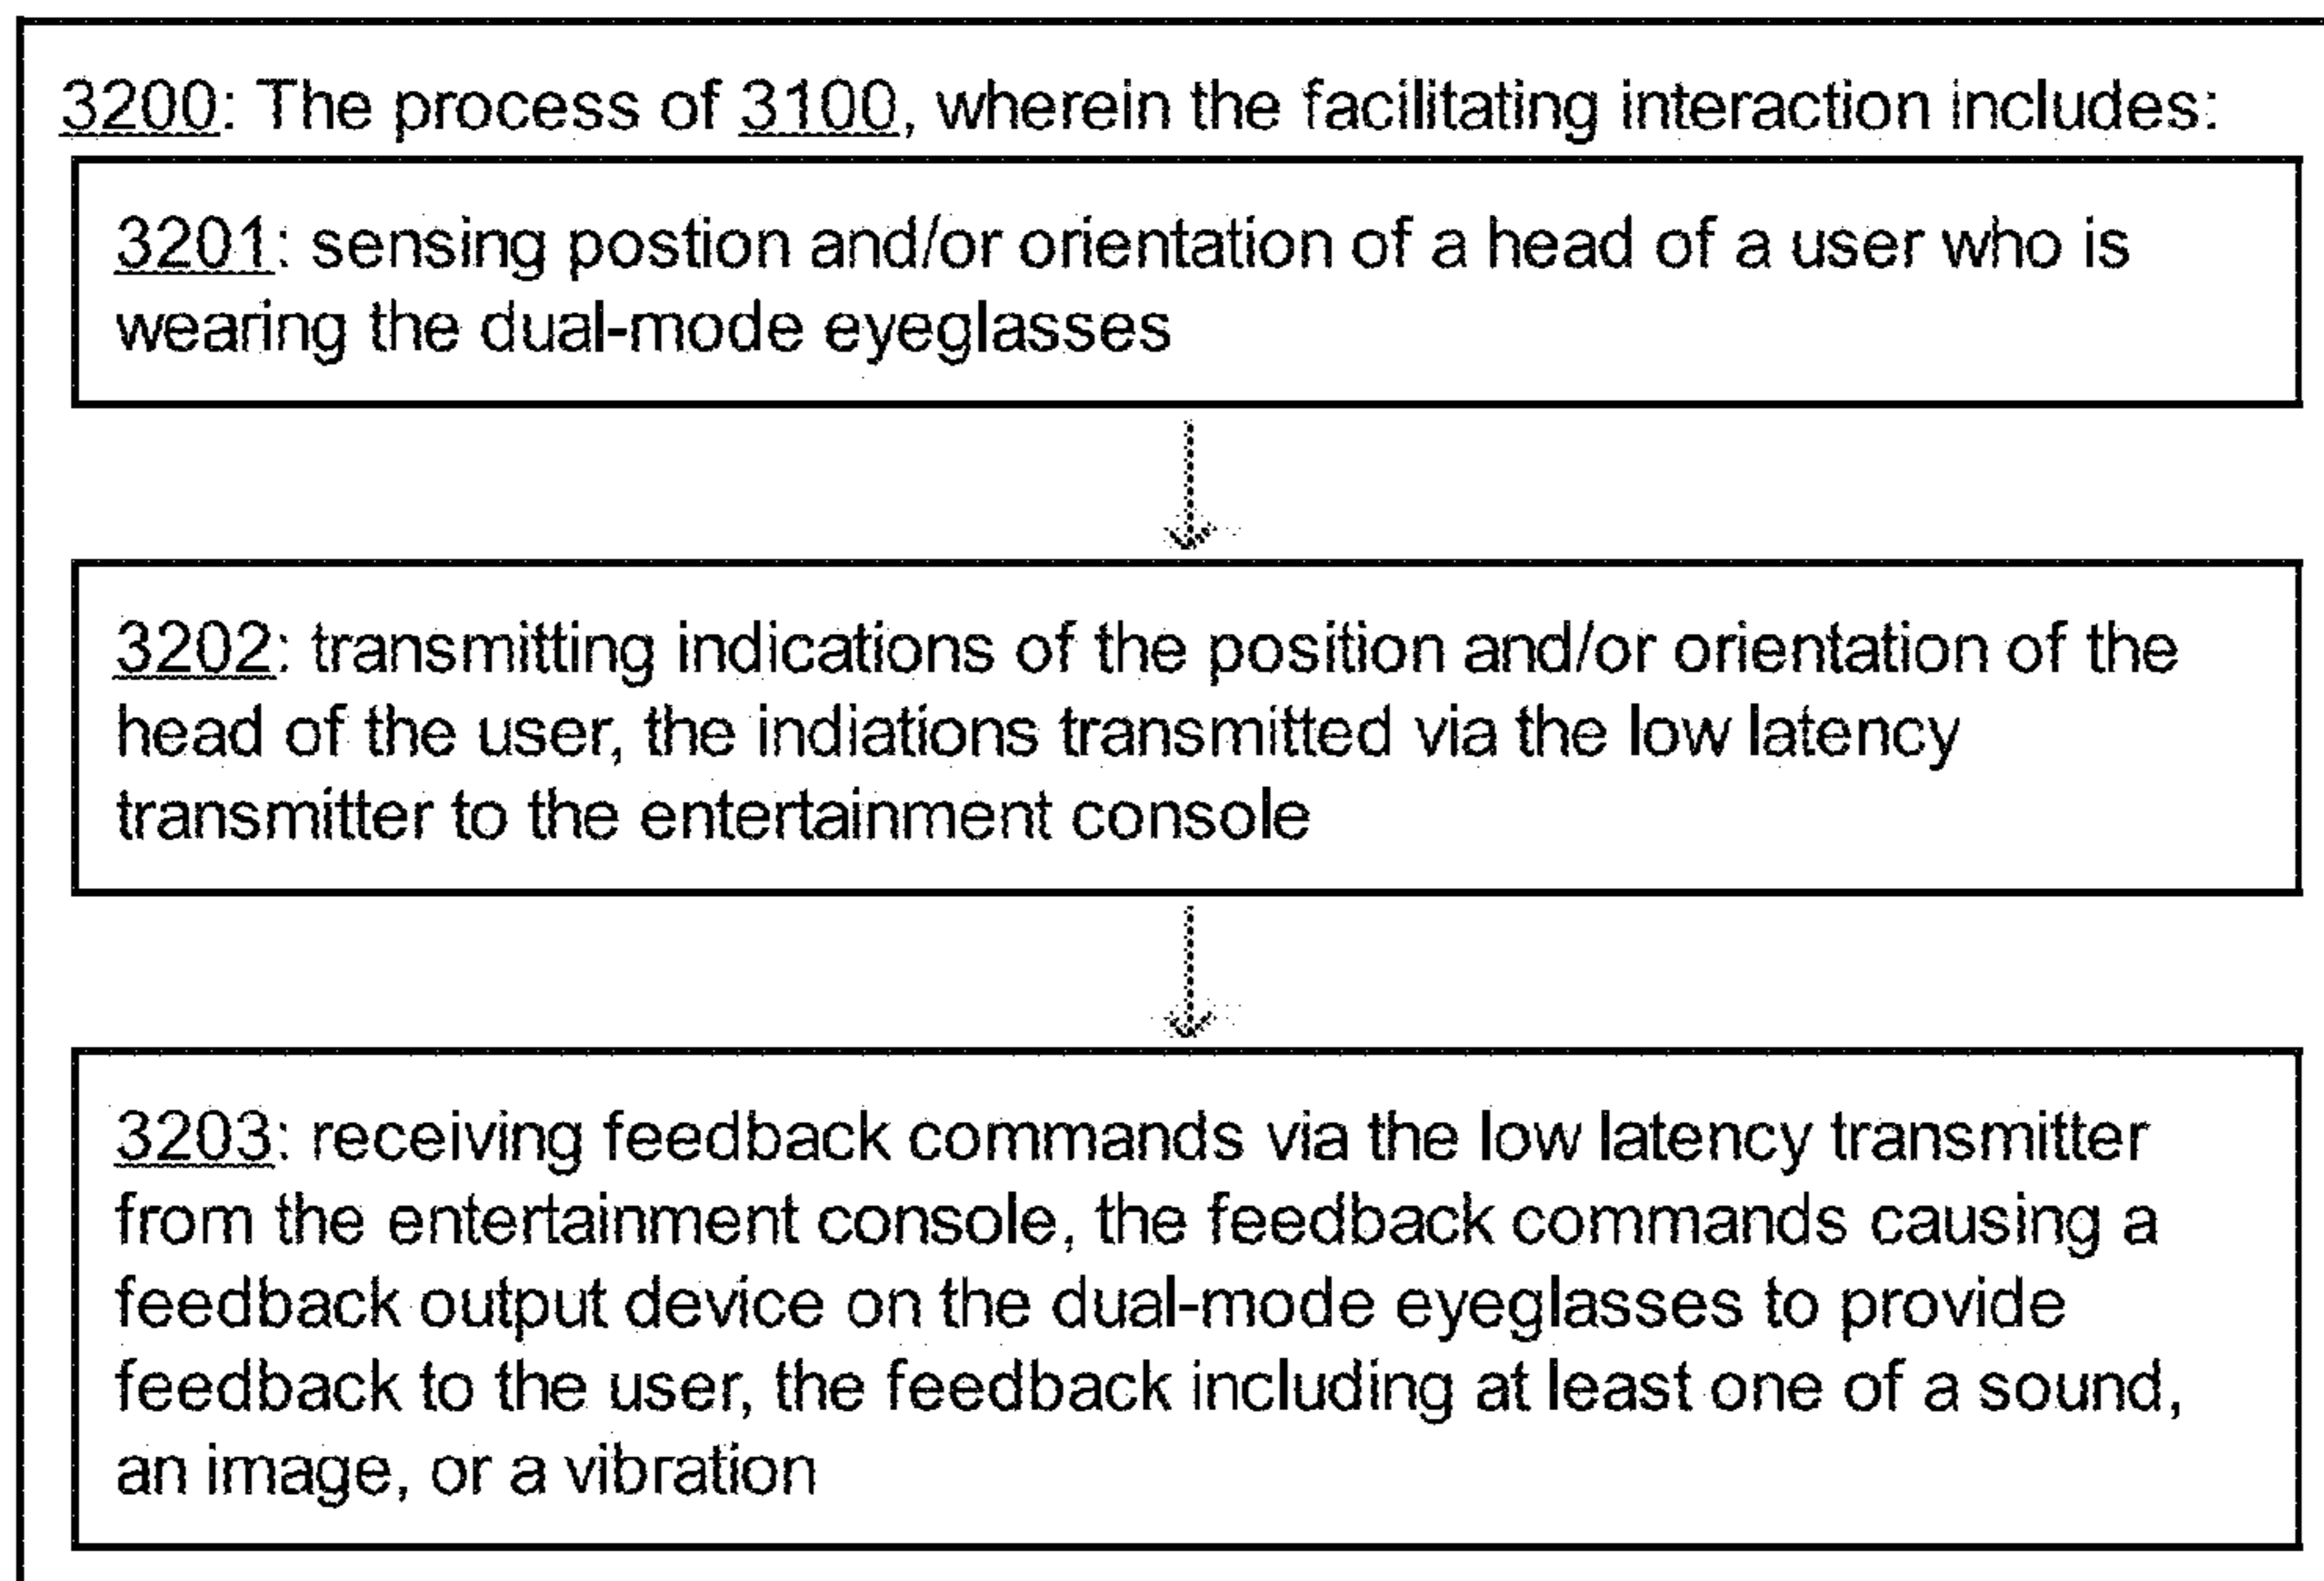 3200: The process of 3100, wherein the facilitating interaction includes:
3201: sensing postion and/or orientation of a head of a user who is
wearing the dual-mode eyeglasses
3202: transmitting indications of the position and/or orientation of the
head of the user, the indiations transmitted via the low latency
transmitter to the entertainment console
3203: receiving feedback commands via the low latency transmitter
from the entertainment console, the feedback commands causing a
feedback output device on the dual-mode eyeglasses to provide
feedback to the user, the feedback including at least one of a sound,
an image, or a vibration